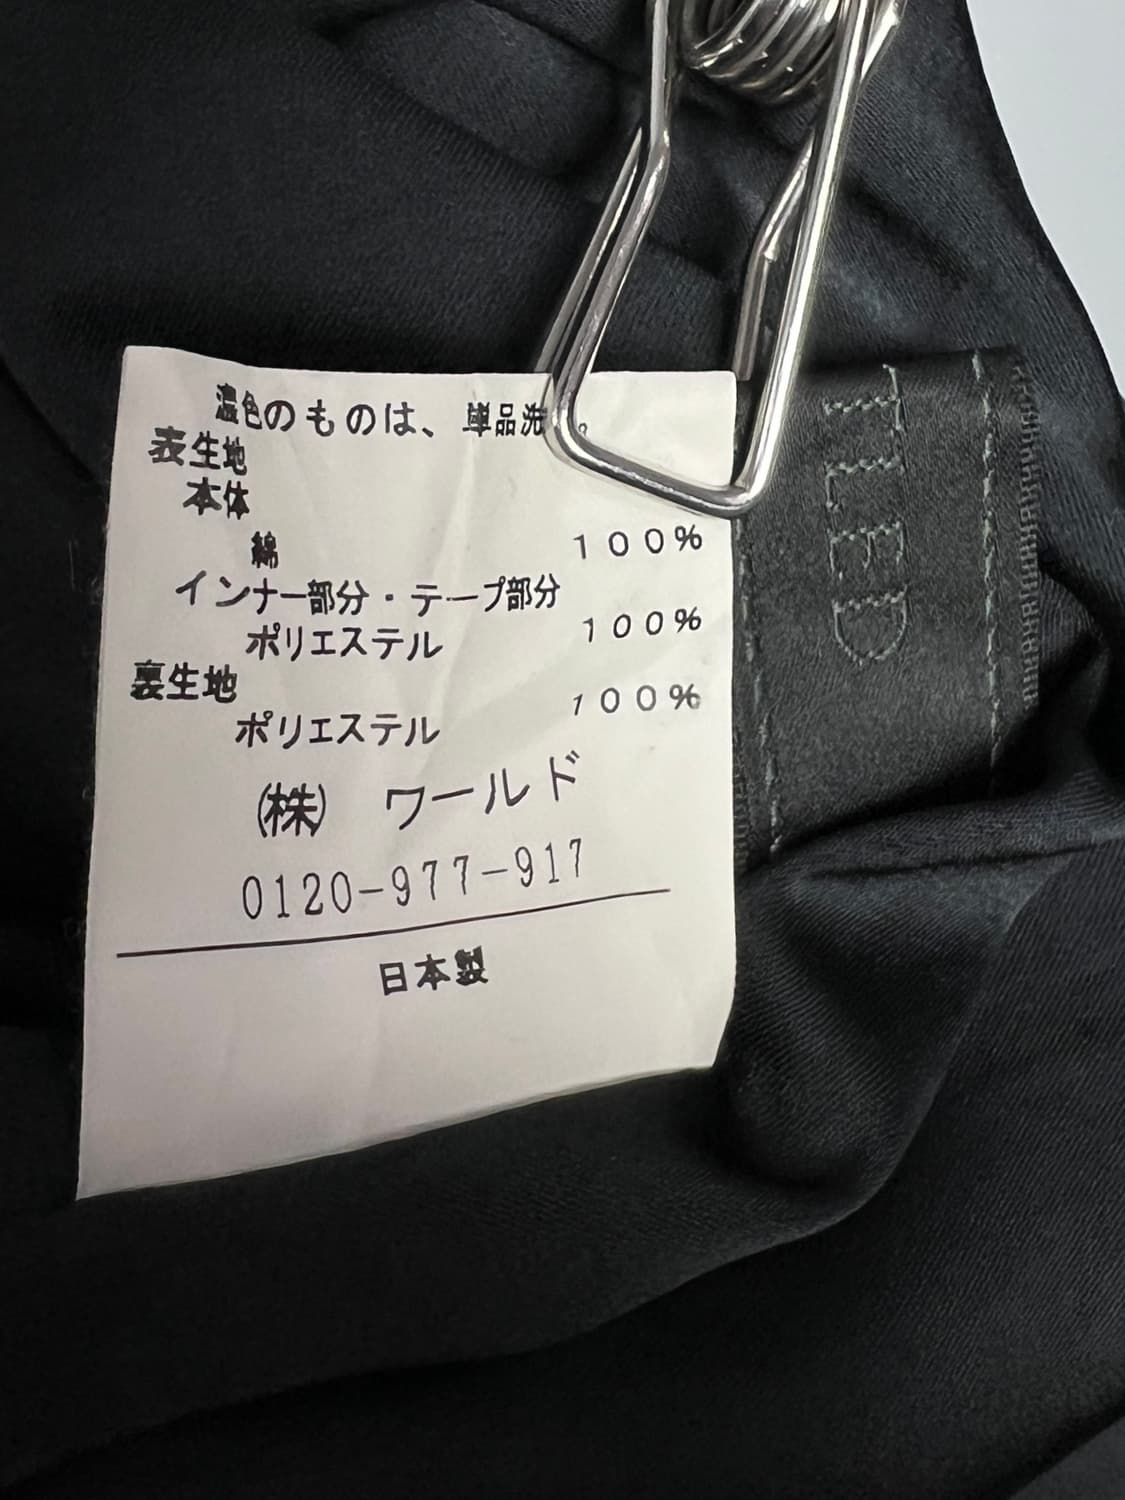 濃色のものは、単品洗
表生地
本体
綿 100%
インナー部分・テープ部分
ポリエステル 100%
裏生地
ポリエステル 100%
(株) ワールド
0120-977-917
日本製
TLED